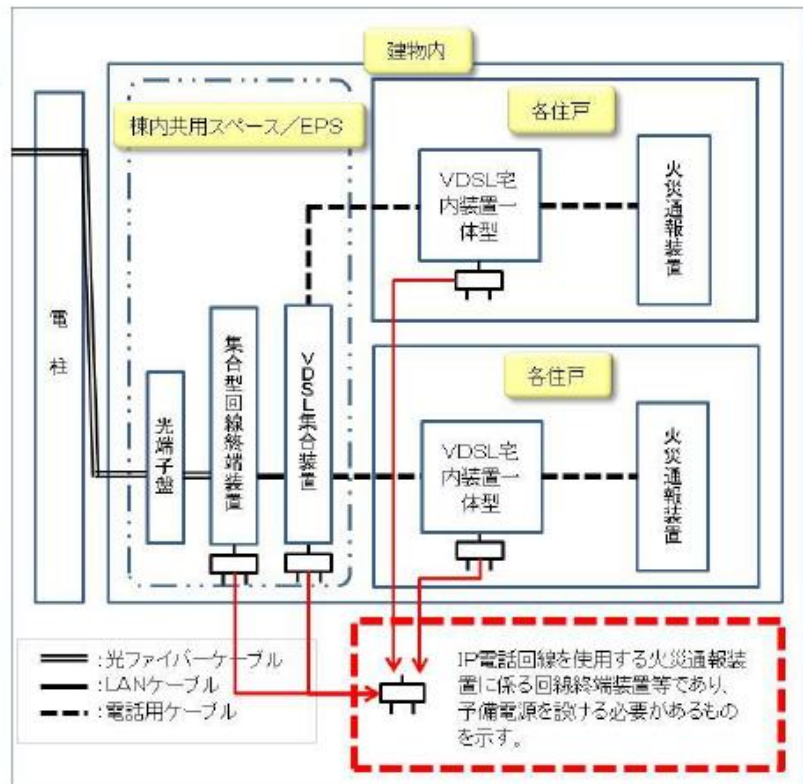 建物内
棟内共用スペース/EPS
各住戸
VDSL宅
内装置一
体型
火災通報装置
電柱
光端子盤
集合型回線終端装置
VDSL集合装置
各住戸
VDSL宅
内装置一
体型
火災通報装置
:光ファイバーケーブル
:LANケーブル
:電話用ケーブル
IP電話回線を使用する火災通報装
置に係る回線終端装置等であり、
予備電源を設ける必要があるもの
を示す。